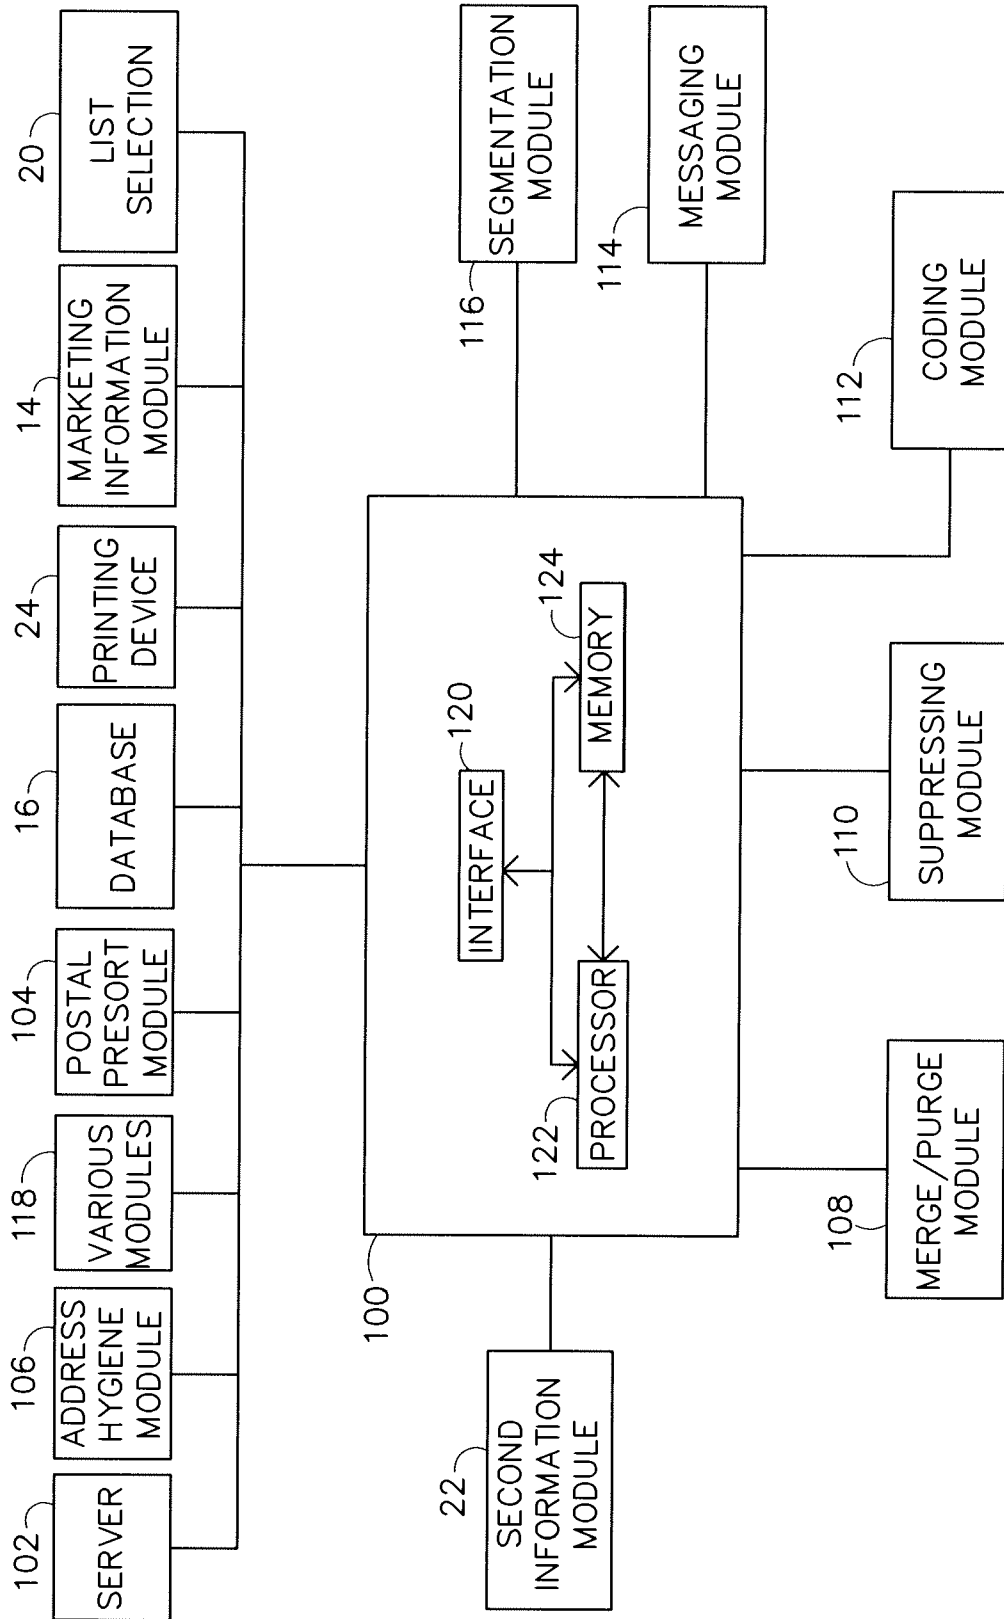 102
SERVER
106
ADDRESS
HYGIENE
MODULE
118
VARIOUS
MODULES
104
POSTAL
PRESORT
MODULE
16
DATABASE
24
PRINTING
DEVICE
14
MARKETING
INFORMATION
MODULE
20
LIST
SELECTION
22
SECOND
INFORMATION
MODULE
100
120
INTERFACE
122
PROCESSOR
124
MEMORY
116
SEGMENTATION
MODULE
114
MESSAGING
MODULE
108
MERGE/PURGE
MODULE
110
SUPPRESSING
MODULE
112
CODING
MODULE